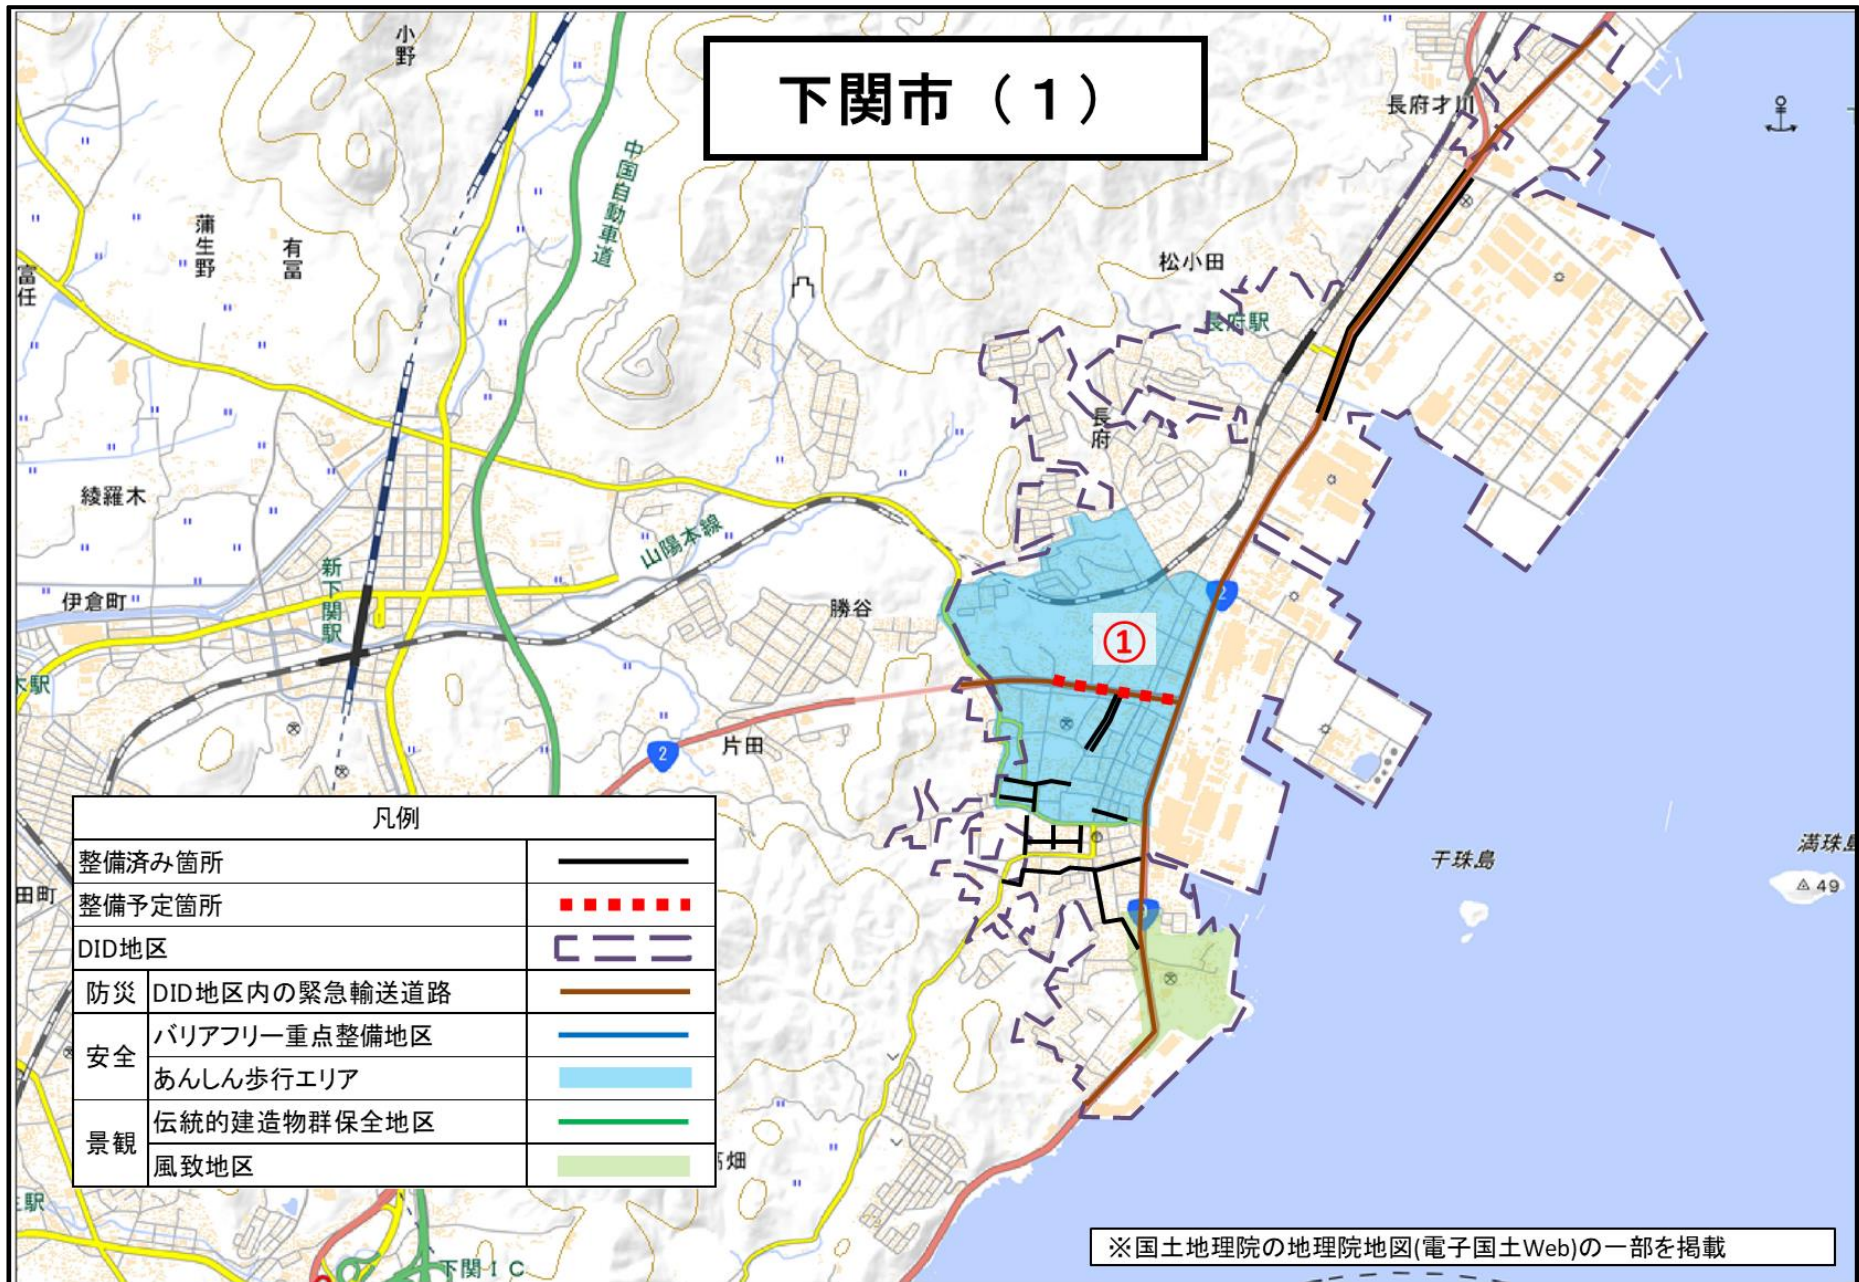 下関市（１）
小野
長府才川
中国自動車道
蒲生野
有冨
富任
松小田
長府駅
長府
綾羅木
山陽本線
新下関駅
伊倉町
勝谷
2
①
片田
2
凡例
整備済み箇所
整備予定箇所
DID地区
防災
DID地区内の緊急輸送道路
安全
バリアフリー重点整備地区
あんしん歩行エリア
景観
伝統的建造物群保全地区
風致地区
田町
干珠島
満珠島
49
高畑
木駅
駅
下関IC
※国土地理院の地理院地図(電子国土Web)の一部を掲載